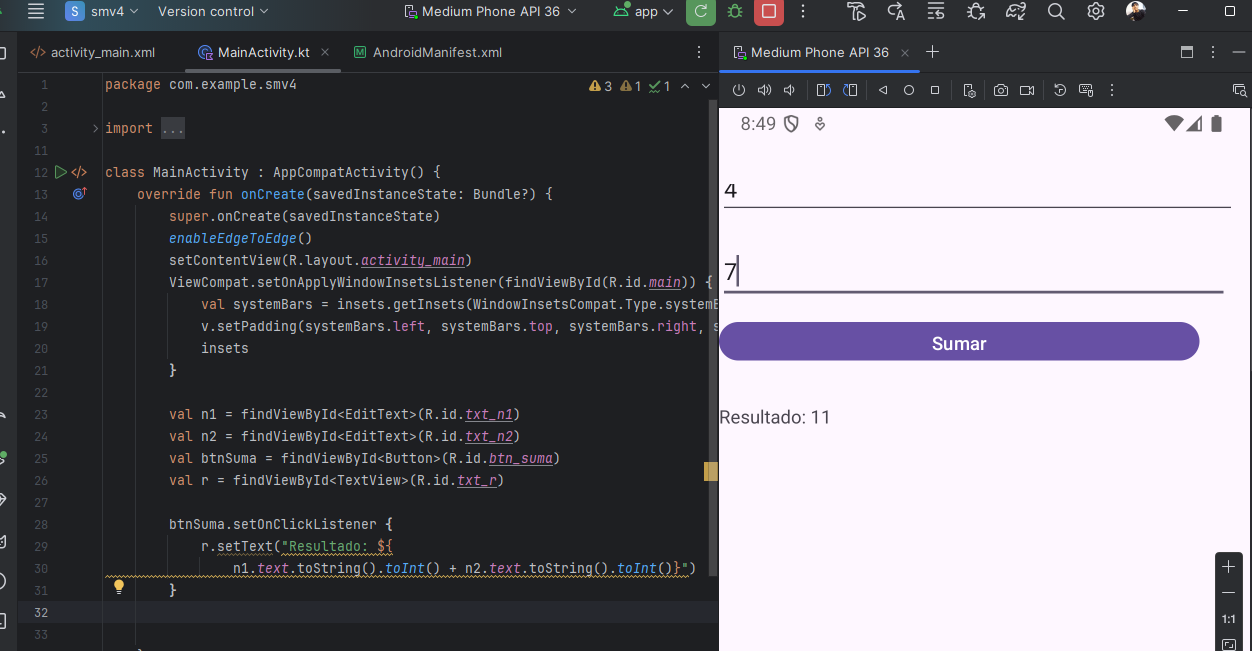 S smv4 Version control Medium Phone API 36 app
activity_main.xml MainActivity.kt AndroidManifest.xml
Medium Phone API 36
3 1 1
1 package com.example.smv4
2
3 import ...
11
12 class MainActivity : AppCompatActivity() {
13 override fun onCreate(savedInstanceState: Bundle?) {
14 super.onCreate(savedInstanceState)
15 enableEdgeToEdge()
16 setContentView(R.layout.activity_main)
17 ViewCompat.setOnApplyWindowInsetsListener(findViewById(R.id.main)) {
18 val systemBars = insets.getInsets(WindowInsetsCompat.Type.systemB
19 v.setPadding(systemBars.left, systemBars.top, systemBars.right, s
20 insets
21 }
22
23 val n1 = findViewById<EditText>(R.id.txt_n1)
24 val n2 = findViewById<EditText>(R.id.txt_n2)
25 val btnSuma = findViewById<Button>(R.id.btn_suma)
26 val r = findViewById<TextView>(R.id.txt_r)
27
28 btnSuma.setOnClickListener {
29 r.setText("Resultado: ${
30 n1.text.toString().toInt() + n2.text.toString().toInt()}")
31 }
32
33
8:49
4
7
Sumar
Resultado: 11
1:1